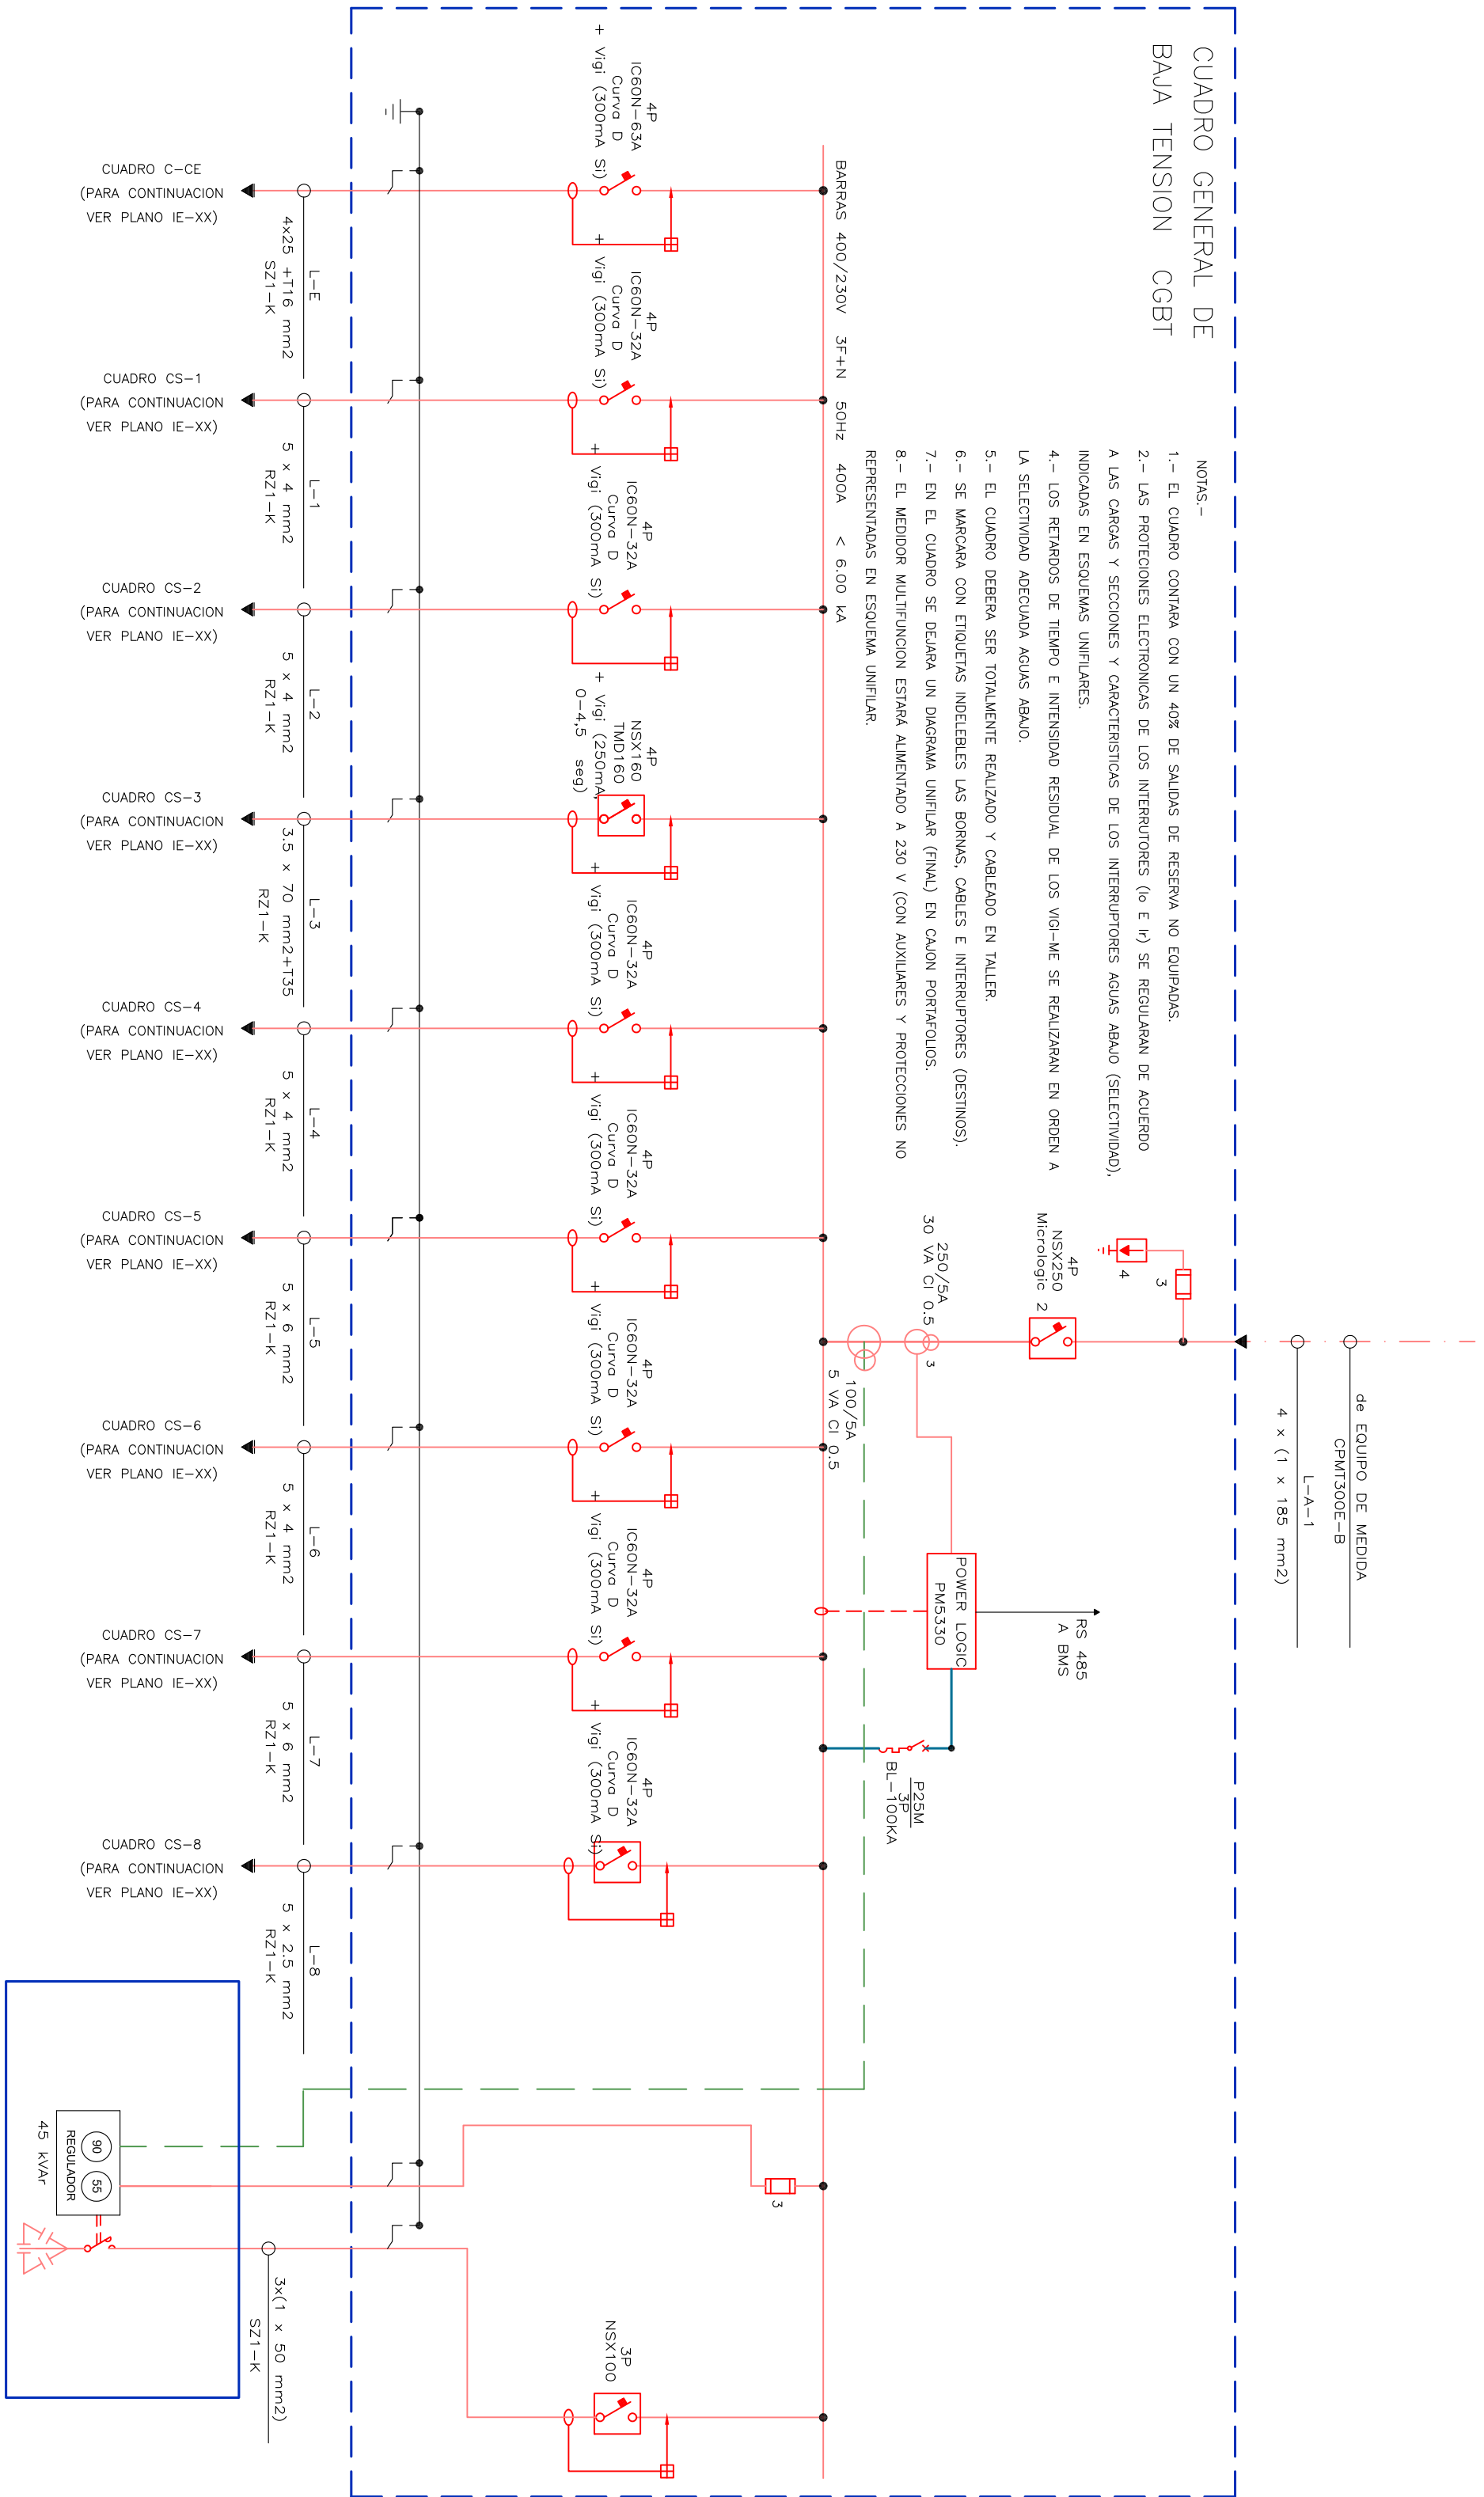 CUADRO GENERAL DE
BAJA TENSION CGBT
NOTAS.-
1.- EL CUADRO CONTARA CON UN 40% DE SALIDAS DE RESERVA NO EQUIPADAS.
2.- LAS PROTECIONES ELECTRONICAS DE LOS INTERRUTORES (Io E Ir) SE REGULARAN DE ACUERDO
A LAS CARGAS Y SECCIONES Y CARACTERISTICAS DE LOS INTERRUPTORES AGUAS ABAJO (SELECTIVIDAD),
INDICADAS EN ESQUEMAS UNIFILARES.
4.- LOS RETARDOS DE TIEMPO E INTENSIDAD RESIDUAL DE LOS VIGI-ME SE REALIZARAN EN ORDEN A
LA SELECTIVIDAD ADECUADA AGUAS ABAJO.
5.- EL CUADRO DEBERA SER TOTALMENTE REALIZADO Y CABLEADO EN TALLER.
6.- SE MARCARA CON ETIQUETAS INDELEBLES LAS BORNAS, CABLES E INTERRUPTORES (DESTINOS).
7.- EN EL CUADRO SE DEJARA UN DIAGRAMA UNIFILAR (FINAL) EN CAJON PORTAFOLIOS.
8.- EL MEDIDOR MULTIFUNCION ESTARÁ ALIMENTADO A 230 V (CON AUXILIARES Y PROTECCIONES NO
REPRESENTADAS EN ESQUEMA UNIFILAR.
de EQUIPO DE MEDIDA
CPMT300E-B
L-A-1
4 x (1 x 185 mm2)
3
4
4P
NSX250
Micrologic 2
250/5A
30 VA Cl 0.5
3
100/5A
5 VA Cl 0.5
RS 485
A BMS
POWER LOGIC
PM5330
P25M
3P
BL-100KA
BARRAS 400/230V 3F+N 50Hz 400A < 6.00 kA
4P
IC60N-63A
Curva D
+ Vigi (300mA Si)
4P
IC60N-32A
Curva D
+ Vigi (300mA Si)
4P
IC60N-32A
Curva D
+ Vigi (300mA Si)
4P
NSX160
TMD160
+ Vigi (250mA,
0-4,5 seg)
4P
IC60N-32A
Curva D
+ Vigi (300mA Si)
4P
IC60N-32A
Curva D
+ Vigi (300mA Si)
4P
IC60N-32A
Curva D
+ Vigi (300mA Si)
4P
IC60N-32A
Curva D
+ Vigi (300mA Si)
4P
IC60N-32A
Curva D
+ Vigi (300mA Si)
3
3P
NSX100
L-E
4x25 +T16 mm2
SZ1-K
L-1
5 x 4 mm2
RZ1-K
L-2
5 x 4 mm2
RZ1-K
L-3
3.5 x 70 mm2+T35
RZ1-K
L-4
5 x 4 mm2
RZ1-K
L-5
5 x 6 mm2
RZ1-K
L-6
5 x 4 mm2
RZ1-K
L-7
5 x 6 mm2
RZ1-K
L-8
5 x 2.5 mm2
RZ1-K
3x(1 x 50 mm2)
SZ1-K
CUADRO C-CE
(PARA CONTINUACION
VER PLANO IE-XX)
CUADRO CS-1
(PARA CONTINUACION
VER PLANO IE-XX)
CUADRO CS-2
(PARA CONTINUACION
VER PLANO IE-XX)
CUADRO CS-3
(PARA CONTINUACION
VER PLANO IE-XX)
CUADRO CS-4
(PARA CONTINUACION
VER PLANO IE-XX)
CUADRO CS-5
(PARA CONTINUACION
VER PLANO IE-XX)
CUADRO CS-6
(PARA CONTINUACION
VER PLANO IE-XX)
CUADRO CS-7
(PARA CONTINUACION
VER PLANO IE-XX)
CUADRO CS-8
(PARA CONTINUACION
VER PLANO IE-XX)
90
55
REGULADOR
45 kVAr